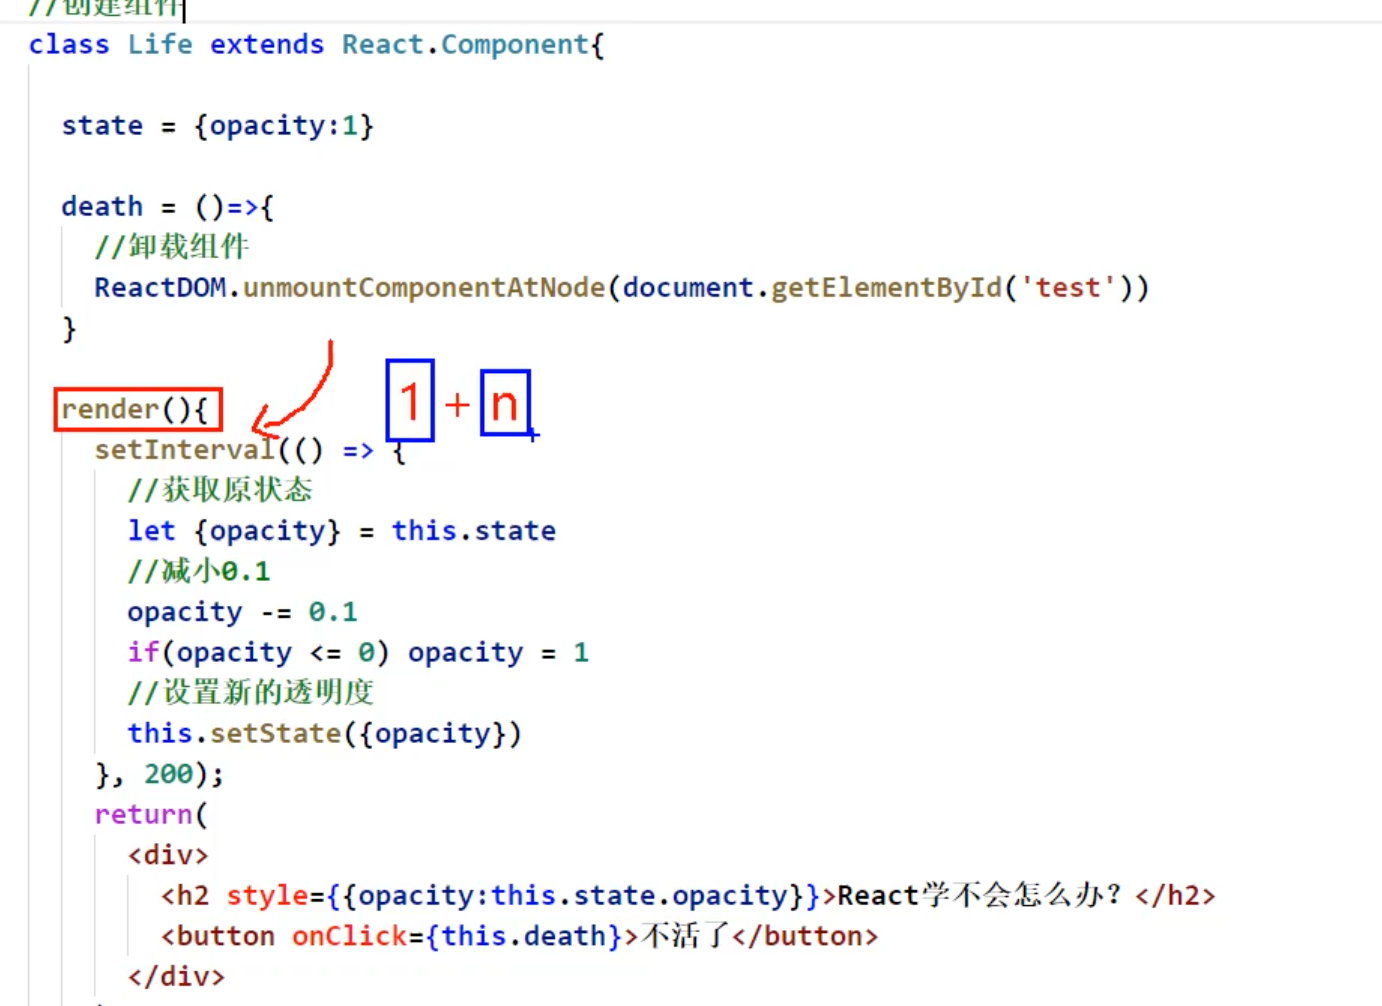 //创建组件
class Life extends React.Component{
state = {opacity:1}
death = ()=>{
//卸载组件
ReactDOM.unmountComponentAtNode(document.getElementById('test'))
}
1 + n
render(){
setInterval(() => {
//获取原状态
let {opacity} = this.state
//减小0.1
opacity -= 0.1
if(opacity <= 0) opacity = 1
//设置新的透明度
this.setState({opacity})
}, 200);
return(
<div>
<h2 style={{opacity:this.state.opacity}}>React学不会怎么办？</h2>
<button onClick={this.death}>不活了</button>
</div>